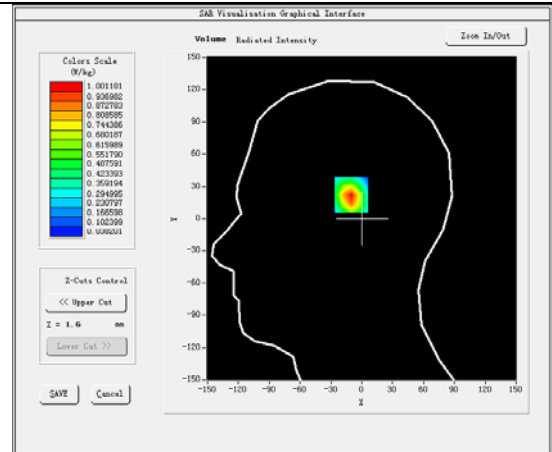 SAR Visualisation Graphical Interface
Volume Radiated Intensity
Zoom In/Out
Colors Scale
(W/kg)
1.001181
0.936982
0.872783
0.808585
0.744386
0.680187
0.615989
0.551790
0.487591
0.423393
0.359194
0.294995
0.230797
0.166598
0.102399
Z-Cuts Control
<< Upper Cut
Z = 1.6 mm
Lower Cut >>
SAVE Cancel
150
120
90
60
30
0
-30
-60
-90
-120
-150
Y
-150 -120 -90 -60 -30 0 30 60 90 120 150
X